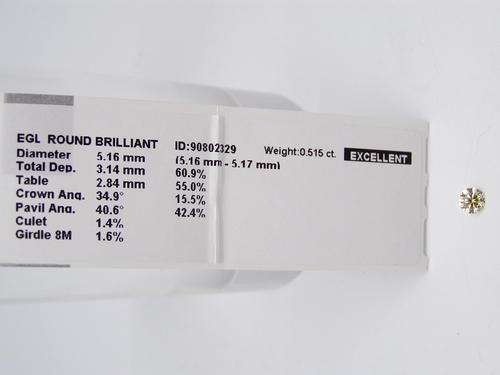 EGL ROUND BRILLIANT ID:90802329 Weight:0.515 ct. EXCELLENT
Diameter 5.16 mm (5.16 mm - 5.17 mm)
Total Dep. 3.14 mm 60.9%
Table 2.84 mm 55.0%
Crown Ang. 34.9° 15.5%
Pavil Ang. 40.6° 42.4%
Culet 1.4%
Girdle 8M 1.6%